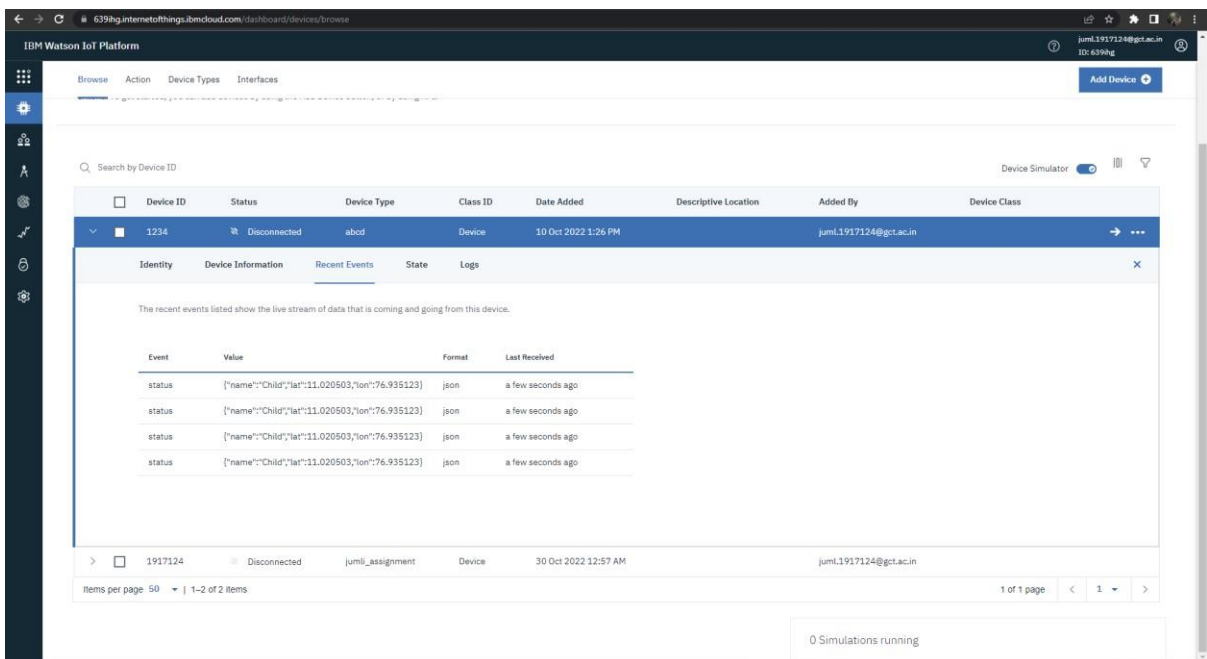 639ihg.internetofthings.ibmcloud.com/dashboard/devices/browse
IBM Watson IoT Platform
juml.1917124@gct.ac.in
ID: 639ihg
Browse Action Device Types Interfaces
Add Device
Search by Device ID
Device Simulator
Device ID Status Device Type Class ID Date Added Descriptive Location Added By Device Class
1234 Disconnected abcd Device 10 Oct 2022 1:26 PM juml.1917124@gct.ac.in
Identity Device Information Recent Events State Logs
The recent events listed show the live stream of data that is coming and going from this device.
Event Value Format Last Received
status {"name":"Child","lat":11.020503,"lon":76.935123} json a few seconds ago
status {"name":"Child","lat":11.020503,"lon":76.935123} json a few seconds ago
status {"name":"Child","lat":11.020503,"lon":76.935123} json a few seconds ago
status {"name":"Child","lat":11.020503,"lon":76.935123} json a few seconds ago
1917124 Disconnected jumli_assignment Device 30 Oct 2022 12:57 AM juml.1917124@gct.ac.in
Items per page 50 | 1–2 of 2 items 1 of 1 page 1
0 Simulations running